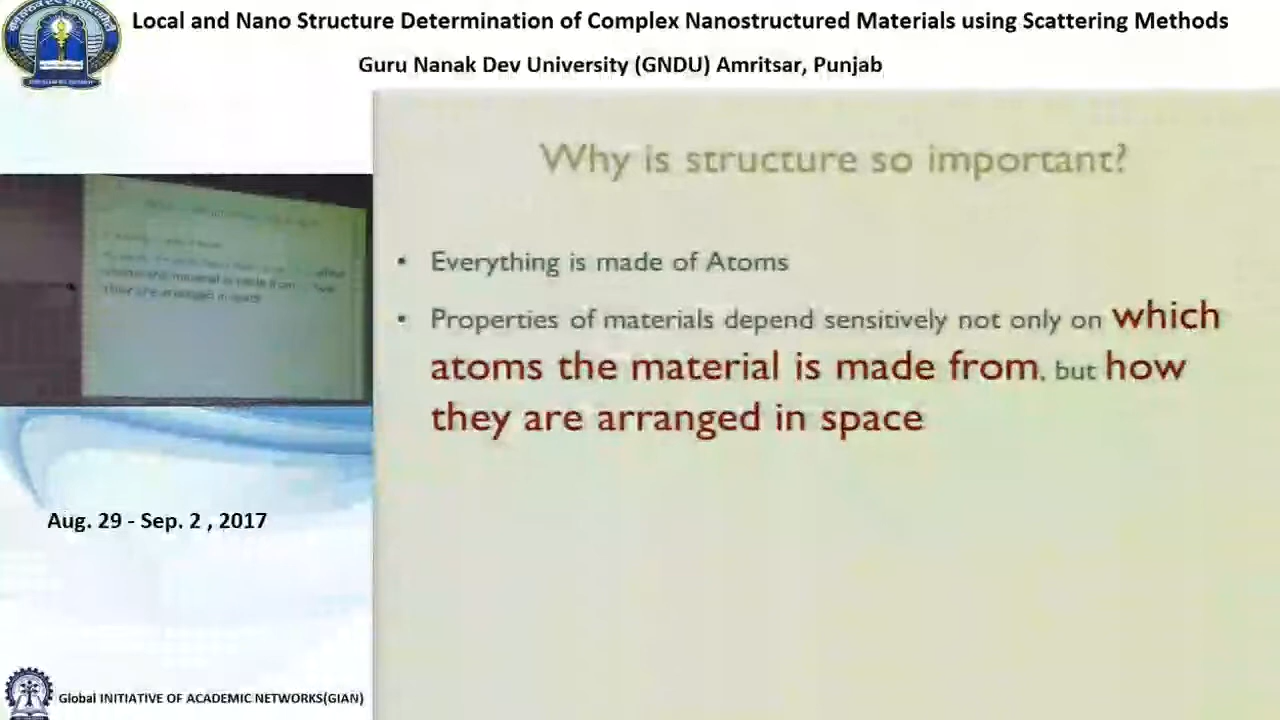 Local and Nano Structure Determination of Complex Nanostructured Materials using Scattering Methods
Guru Nanak Dev University (GNDU) Amritsar, Punjab
Why is structure so important?
• Everything is made of Atoms
• Properties of materials depend sensitively not only on which
atoms the material is made from, but how
they are arranged in space
Aug. 29 - Sep. 2 , 2017
Global INITIATIVE OF ACADEMIC NETWORKS(GIAN)